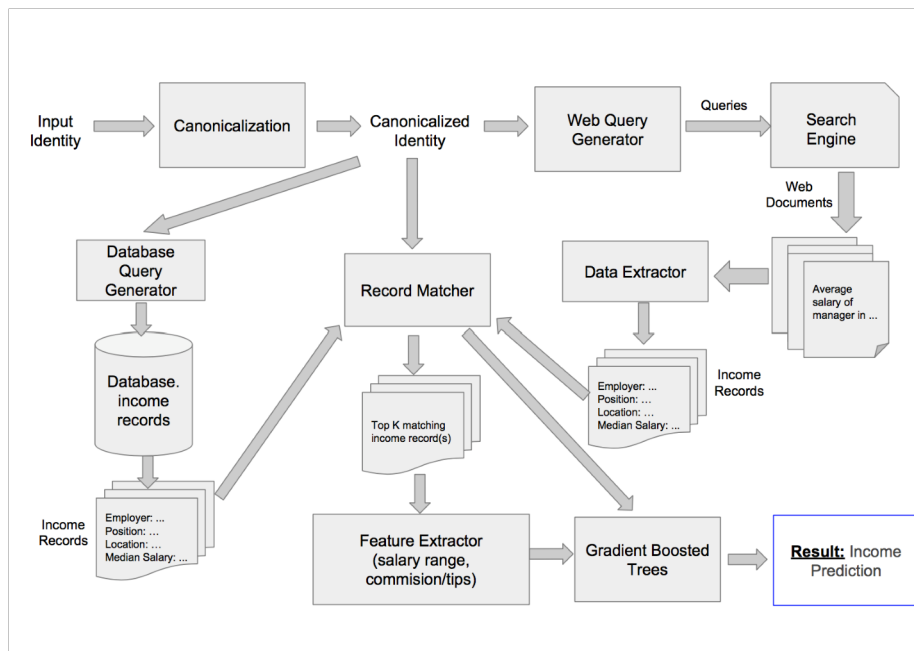 Input
Identity
Canonicalization
Canonicalized
Identity
Web Query
Generator
Queries
Search
Engine
Web
Documents
Database
Query
Generator
Record Matcher
Data Extractor
Average
salary of
manager in ...
Database.
income
records
Top K matching
income record(s)
Employer: ...
Position: ...
Location: ...
Median Salary: ...
Income
Records
Income
Records
Employer: ...
Position: ...
Location: ...
Median Salary: ...
Feature Extractor
(salary range,
commision/tips)
Gradient Boosted
Trees
Result: Income
Prediction